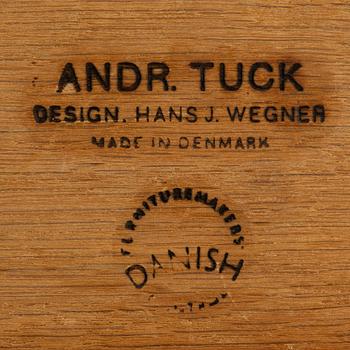 ANDR. TUCK
DESIGN. HANS J. WEGNER
MADE IN DENMARK
FURNITUREMAKERS'
DANISH